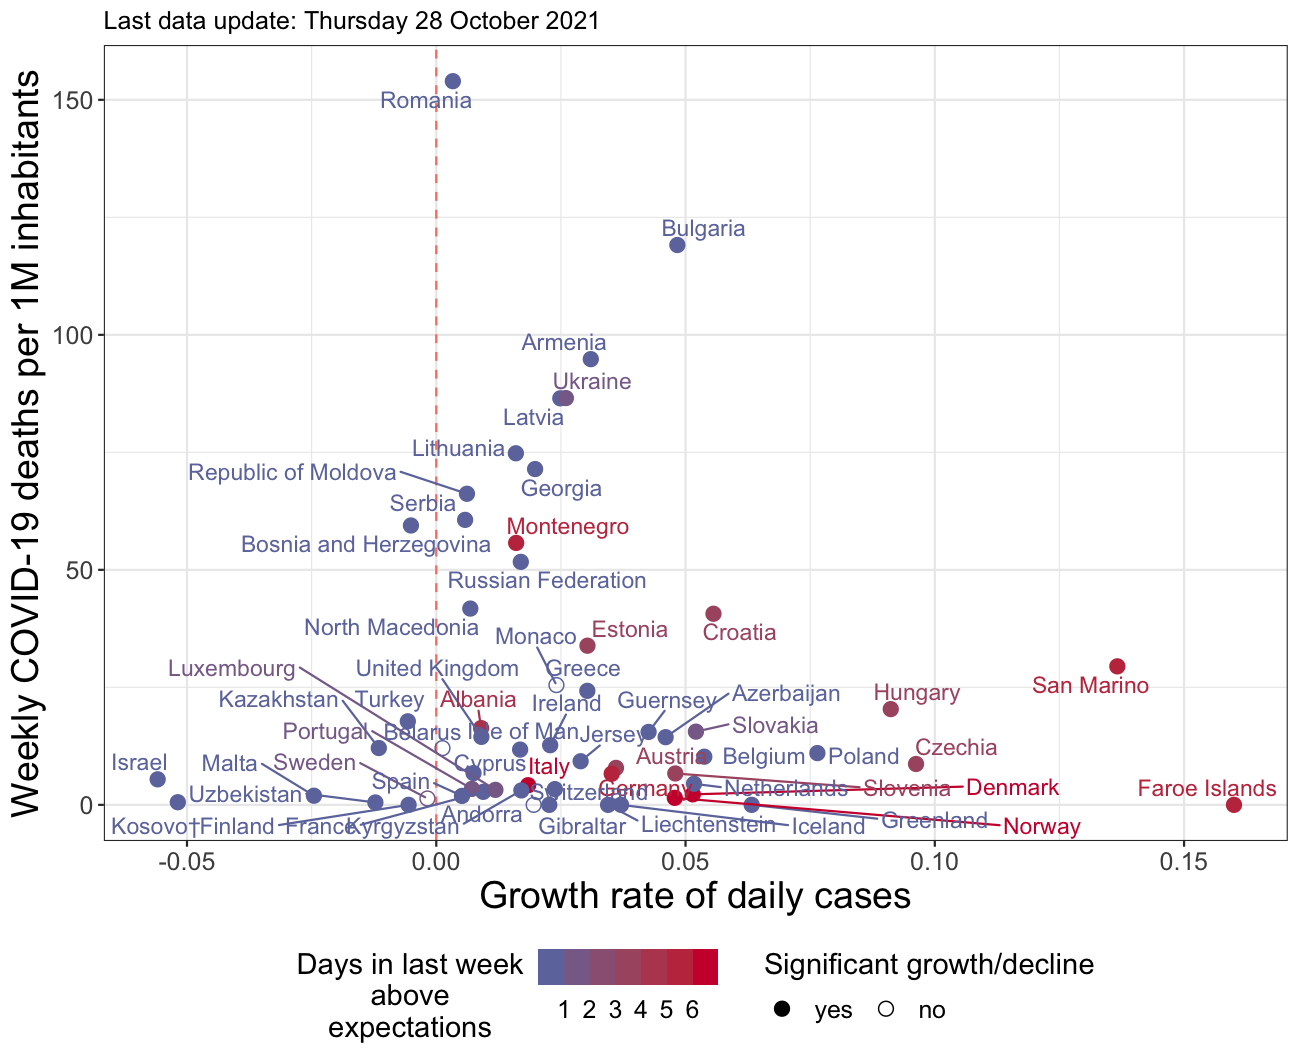 Last data update: Thursday 28 October 2021
Weekly COVID-19 deaths per 1M inhabitants
150
100
50
0
Romania
Bulgaria
Armenia
Ukraine
Latvia
Lithuania
Republic of Moldova
Georgia
Serbia
Montenegro
Bosnia and Herzegovina
Russian Federation
North Macedonia
Monaco
Estonia
Croatia
Luxembourg
United Kingdom
Greece
San Marino
Kazakhstan
Turkey
Albania
Ireland
Guernsey
Azerbaijan
Hungary
Portugal
Belarus
Isle of Man
Jersey
Slovakia
Israel
Malta
Sweden
Cyprus
Italy
Austria
Belgium
Poland
Czechia
Uzbekistan
Spain
Switzerland
Germany
Netherlands
Slovenia
Denmark
Faroe Islands
Kosovo†
Finland
France
Kyrgyzstan
Andorra
Gibraltar
Liechtenstein
Iceland
Greenland
Norway
-0.05
0.00
0.05
0.10
0.15
Growth rate of daily cases
Days in last week
above
expectations
1 2 3 4 5 6
Significant growth/decline
yes
no